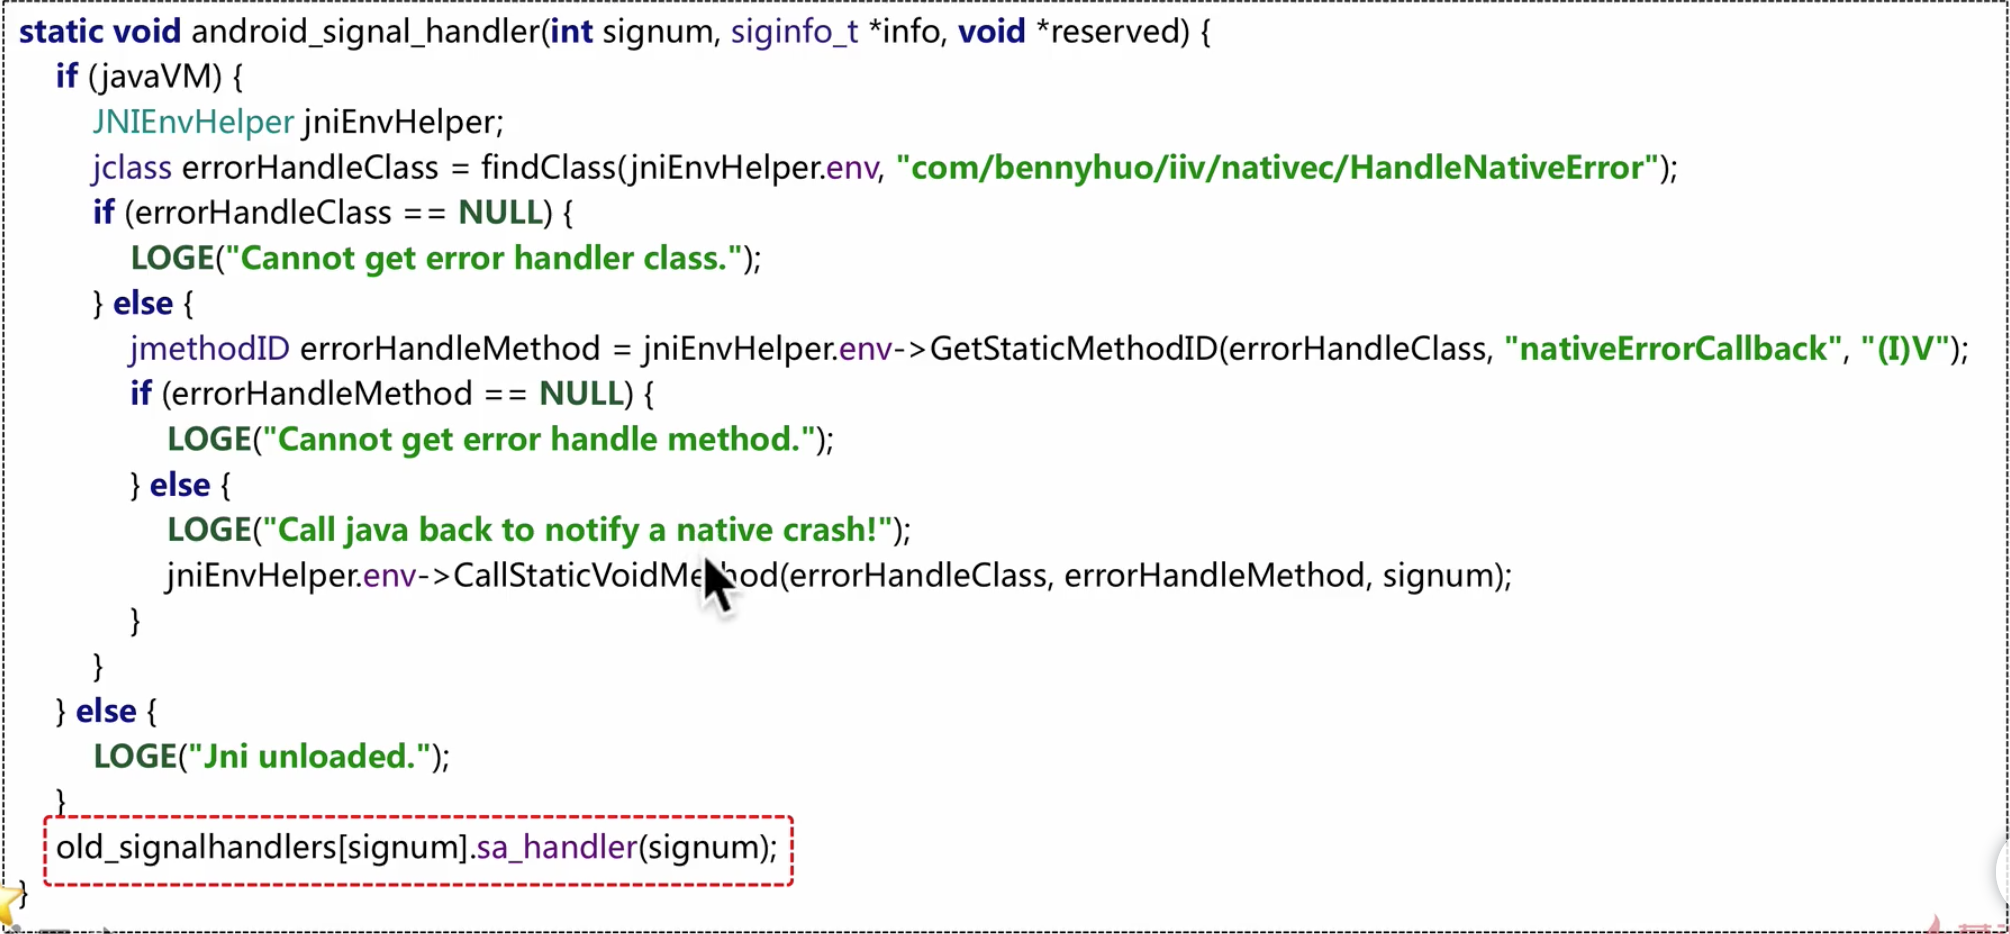 static void android_signal_handler(int signum, siginfo_t *info, void *reserved) {
if (javaVM) {
JNIEnvHelper jniEnvHelper;
jclass errorHandleClass = findClass(jniEnvHelper.env, "com/bennyhuo/iiv/nativec/HandleNativeError");
if (errorHandleClass == NULL) {
LOGE("Cannot get error handler class.");
} else {
jmethodID errorHandleMethod = jniEnvHelper.env->GetStaticMethodID(errorHandleClass, "nativeErrorCallback", "(I)V");
if (errorHandleMethod == NULL) {
LOGE("Cannot get error handle method.");
} else {
LOGE("Call java back to notify a native crash!");
jniEnvHelper.env->CallStaticVoidMethod(errorHandleClass, errorHandleMethod, signum);
}
}
} else {
LOGE("Jni unloaded.");
}
old_signalhandlers[signum].sa_handler(signum);
}